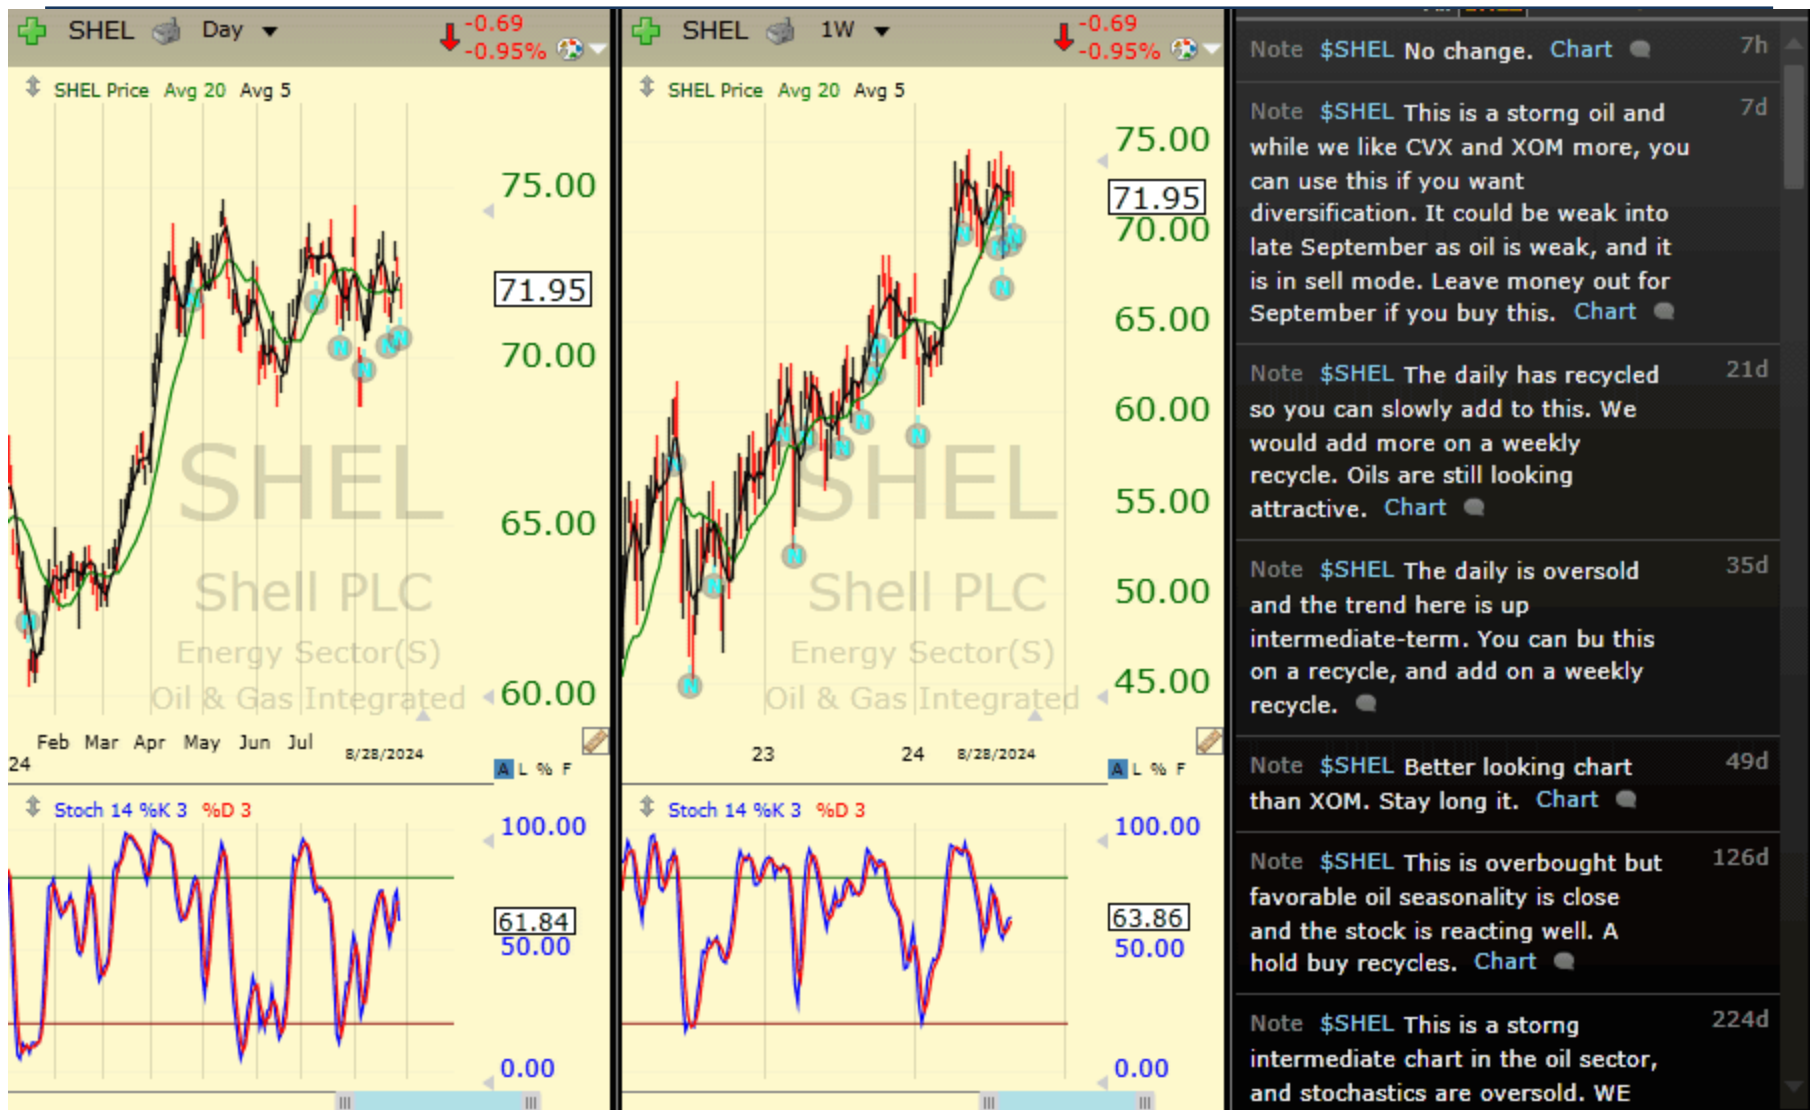 SHEL Day -0.69
-0.95%
SHEL Price Avg 20 Avg 5
75.00
71.95
70.00
65.00
60.00
SHEL
Shell PLC
Energy Sector(S)
Oil & Gas Integrated
Feb Mar Apr May Jun Jul
24
8/28/2024
A L % F
Stoch 14 %K 3 %D 3
100.00
61.84
50.00
0.00
SHEL 1W -0.69
-0.95%
SHEL Price Avg 20 Avg 5
75.00
71.95
70.00
65.00
60.00
55.00
50.00
45.00
SHEL
Shell PLC
Energy Sector(S)
Oil & Gas Integrated
23 24 8/28/2024
A L % F
Stoch 14 %K 3 %D 3
100.00
63.86
50.00
0.00
Note $SHEL No change. Chart 7h
Note $SHEL This is a storng oil and 7d
while we like CVX and XOM more, you
can use this if you want
diversification. It could be weak into
late September as oil is weak, and it
is in sell mode. Leave money out for
September if you buy this. Chart
Note $SHEL The daily has recycled 21d
so you can slowly add to this. We
would add more on a weekly
recycle. Oils are still looking
attractive. Chart
Note $SHEL The daily is oversold 35d
and the trend here is up
intermediate-term. You can bu this
on a recycle, and add on a weekly
recycle.
Note $SHEL Better looking chart 49d
than XOM. Stay long it. Chart
Note $SHEL This is overbought but 126d
favorable oil seasonality is close
and the stock is reacting well. A
hold buy recycles. Chart
Note $SHEL This is a storng 224d
intermediate chart in the oil sector,
and stochastics are oversold. WE